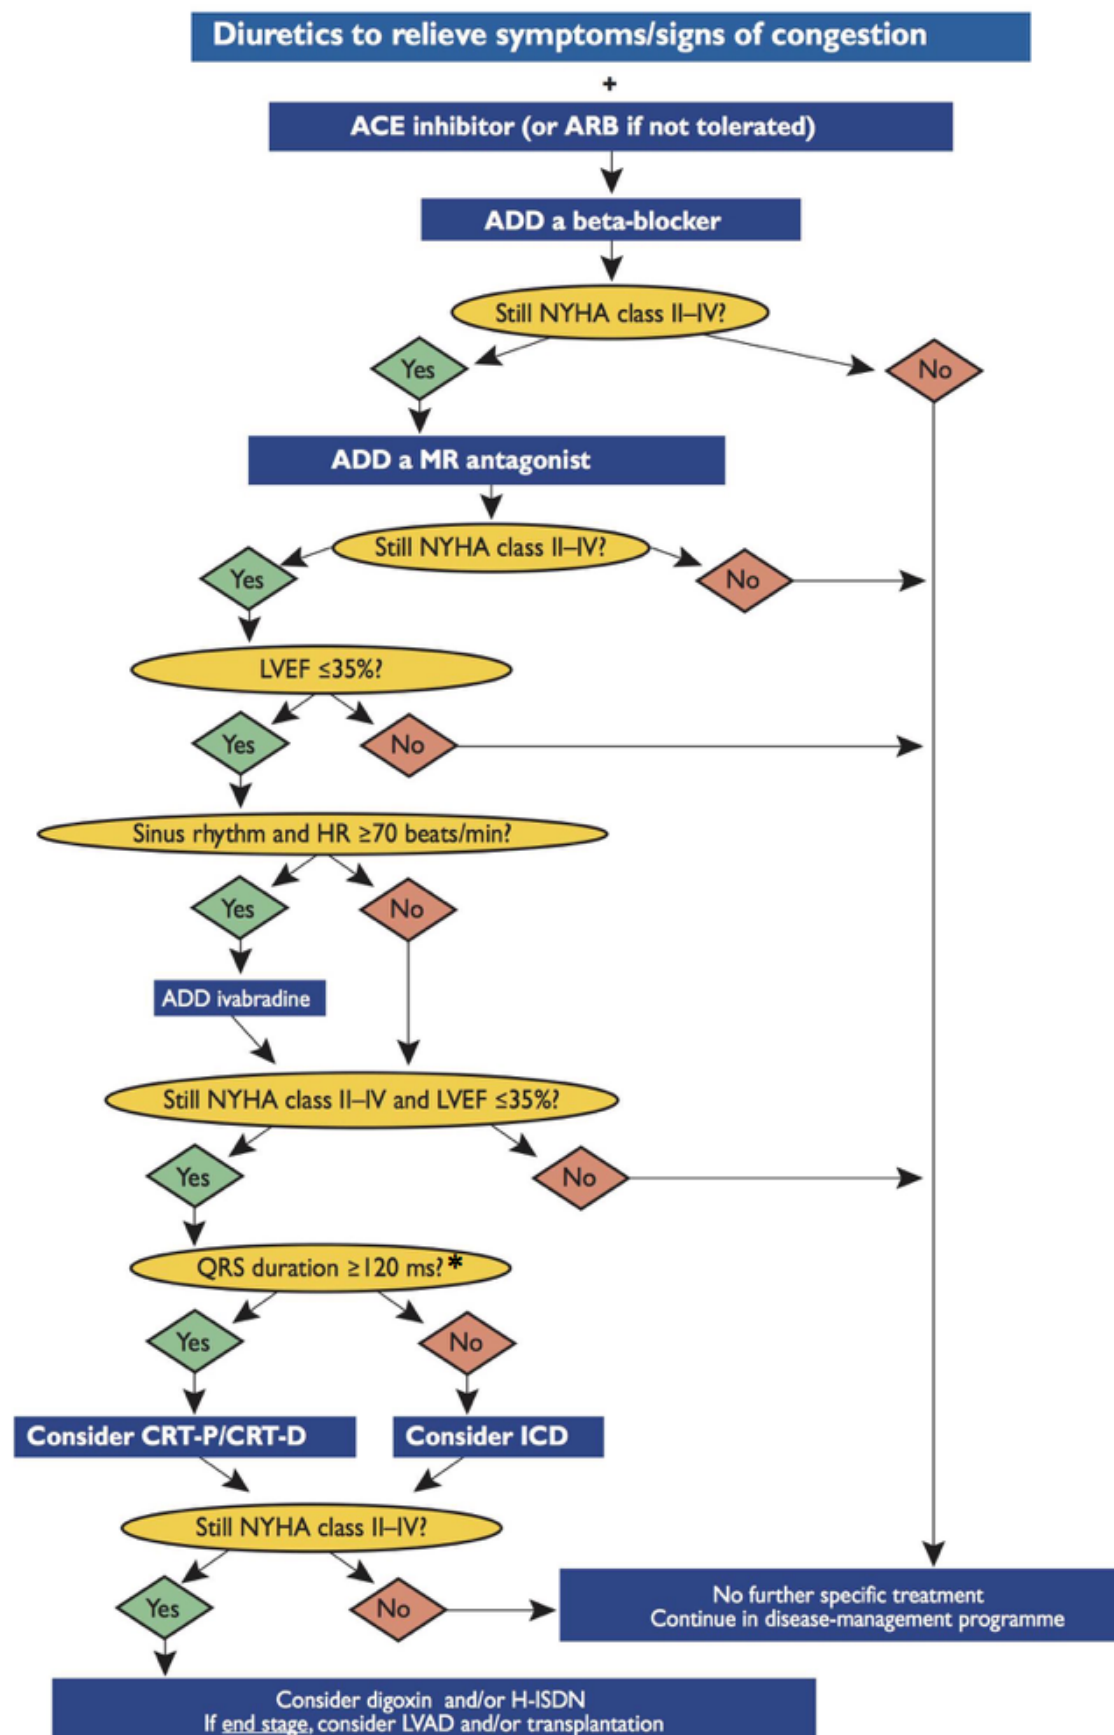 Diuretics to relieve symptoms/signs of congestion
+
ACE inhibitor (or ARB if not tolerated)
ADD a beta-blocker
Still NYHA class II–IV?
Yes
No
ADD a MR antagonist
Still NYHA class II–IV?
Yes
No
LVEF ≤35%?
Yes
No
Sinus rhythm and HR ≥70 beats/min?
Yes
No
ADD ivabradine
Still NYHA class II–IV and LVEF ≤35%?
Yes
No
QRS duration ≥120 ms?*
Yes
No
Consider CRT-P/CRT-D
Consider ICD
Still NYHA class II–IV?
Yes
No
No further specific treatment
Continue in disease-management programme
Consider digoxin and/or H-ISDN
If end stage, consider LVAD and/or transplantation